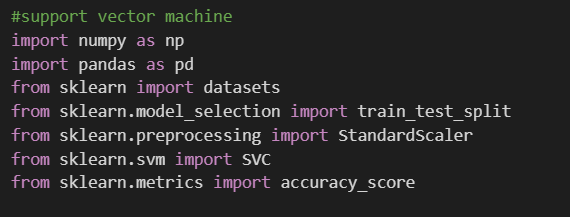 #support vector machine
import numpy as np
import pandas as pd
from sklearn import datasets
from sklearn.model_selection import train_test_split
from sklearn.preprocessing import StandardScaler
from sklearn.svm import SVC
from sklearn.metrics import accuracy_score